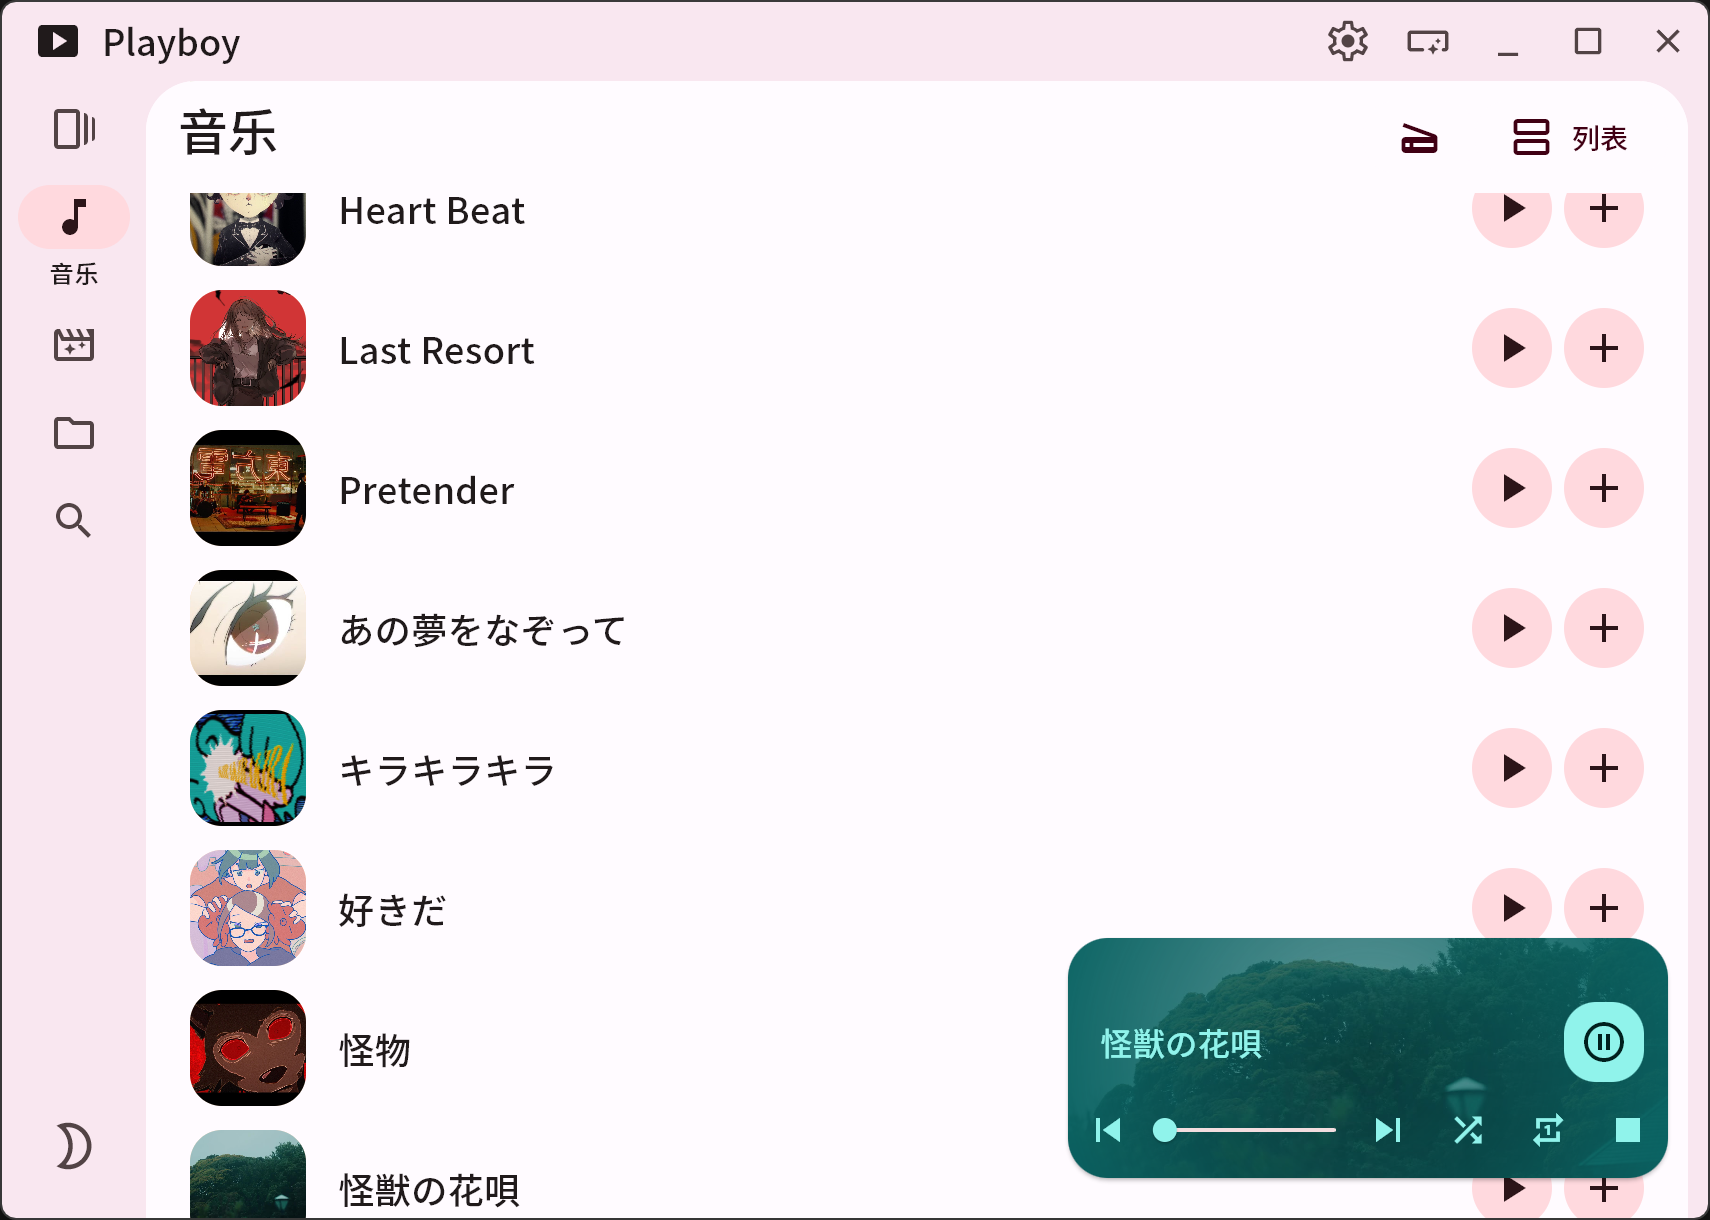 Playboy
音乐
列表
音乐
Heart Beat
Last Resort
Pretender
あの夢をなぞって
キラキラキラ
好きだ
怪物
怪獣の花唄
怪獣の花唄